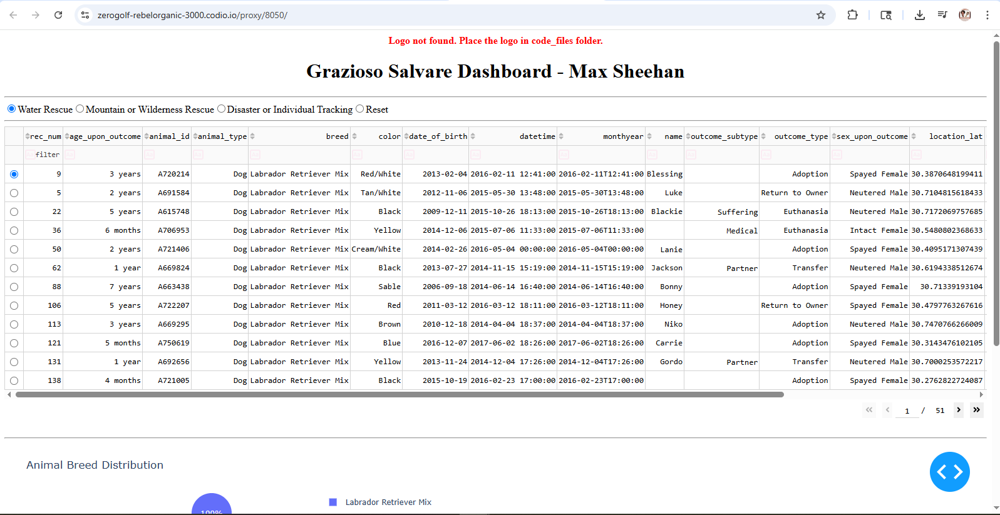 zerogolf-rebelorganic-3000.codio.io/proxy/8050/
Logo not found. Place the logo in code_files folder.
Grazioso Salvare Dashboard - Max Sheehan
Water Rescue Mountain or Wilderness Rescue Disaster or Individual Tracking Reset
rec_num age_upon_outcome animal_id animal_type breed color date_of_birth datetime monthyear name outcome_subtype outcome_type sex_upon_outcome location_lat
Aa filter Aa Aa Aa Aa Aa Aa Aa Aa Aa Aa Aa Aa Aa
9 3 years A720214 Dog Labrador Retriever Mix Red/White 2013-02-04 2016-02-11 12:41:00 2016-02-11T12:41:00 Blessing Adoption Spayed Female 30.3870648199411
5 2 years A691584 Dog Labrador Retriever Mix Tan/White 2012-11-06 2015-05-30 13:48:00 2015-05-30T13:48:00 Luke Return to Owner Neutered Male 30.7104815618433
22 5 years A615748 Dog Labrador Retriever Mix Black 2009-12-11 2015-10-26 18:13:00 2015-10-26T18:13:00 Blackie Suffering Euthanasia Neutered Male 30.7172069757685
36 6 months A706953 Dog Labrador Retriever Mix Yellow 2014-12-06 2015-07-06 11:33:00 2015-07-06T11:33:00 Medical Euthanasia Intact Female 30.5480802368633
50 2 years A721406 Dog Labrador Retriever Mix Cream/White 2014-02-26 2016-05-04 00:00:00 2016-05-04T00:00:00 Lanie Adoption Spayed Female 30.4095171307439
62 1 year A669824 Dog Labrador Retriever Mix Black 2013-07-27 2014-11-15 15:19:00 2014-11-15T15:19:00 Jackson Partner Transfer Neutered Male 30.6194338512674
88 7 years A663438 Dog Labrador Retriever Mix Sable 2006-09-18 2014-06-14 16:40:00 2014-06-14T16:40:00 Bonny Adoption Spayed Female 30.71339193104
106 5 years A722207 Dog Labrador Retriever Mix Red 2011-03-12 2016-03-12 18:11:00 2016-03-12T18:11:00 Honey Return to Owner Spayed Female 30.4797763267616
113 3 years A669295 Dog Labrador Retriever Mix Brown 2010-12-18 2014-04-04 18:37:00 2014-04-04T18:37:00 Niko Adoption Neutered Male 30.7470766266009
121 5 months A750619 Dog Labrador Retriever Mix Blue 2016-12-07 2017-06-02 18:26:00 2017-06-02T18:26:00 Carrie Adoption Spayed Female 30.3143476102105
131 1 year A692656 Dog Labrador Retriever Mix Yellow 2013-11-24 2014-12-04 17:26:00 2014-12-04T17:26:00 Gordo Partner Transfer Neutered Male 30.7000253572217
138 4 months A721005 Dog Labrador Retriever Mix Black 2015-10-19 2016-02-23 17:00:00 2016-02-23T17:00:00 Adoption Spayed Female 30.2762822724087
1 / 51
Animal Breed Distribution
Labrador Retriever Mix
100%